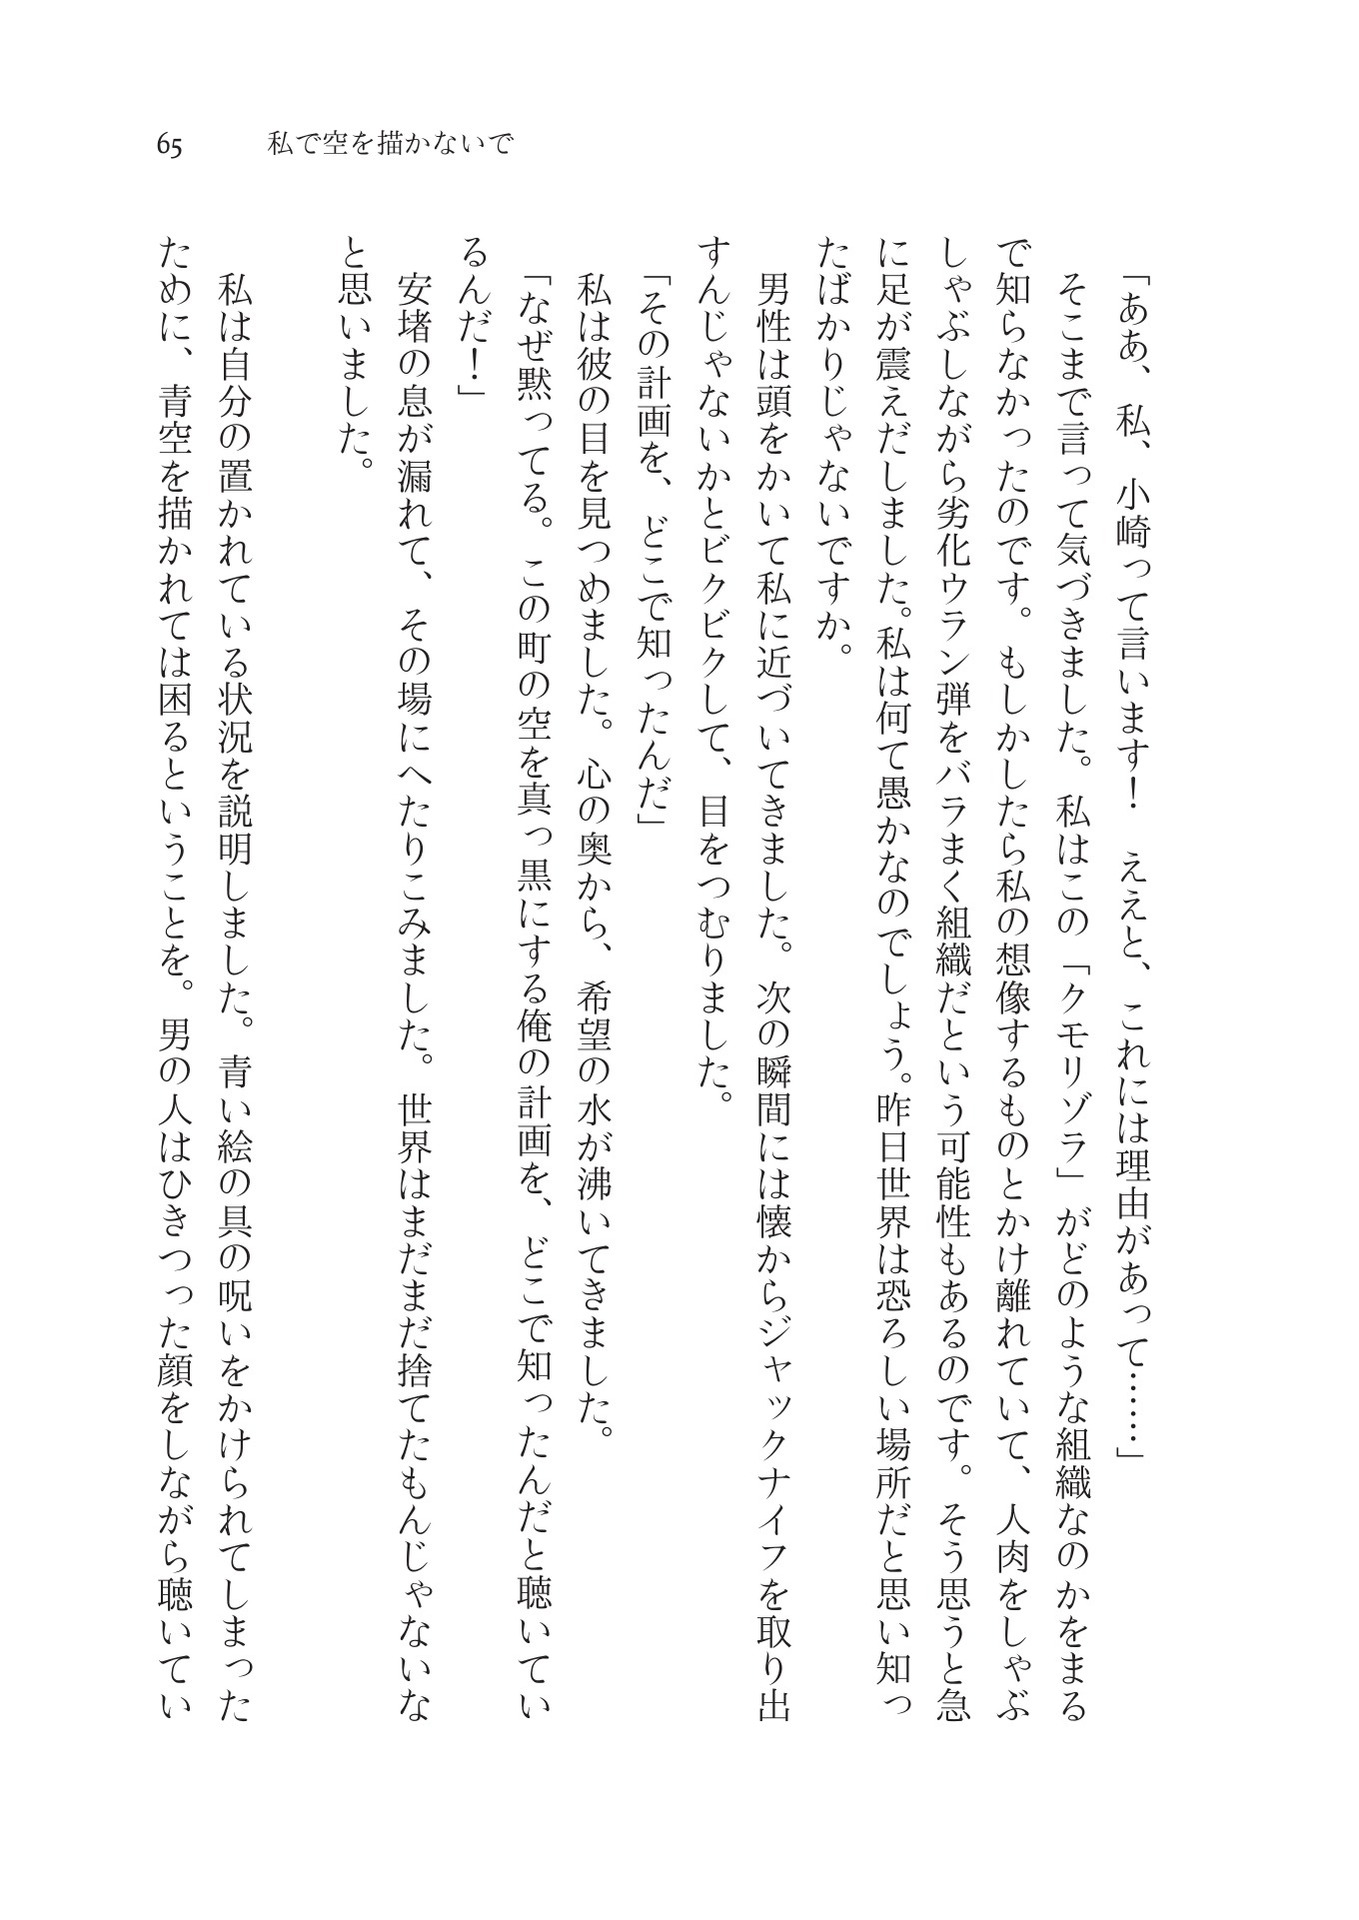 65　私で空を描かないで
「ああ、私、小崎って言います！　ええと、これには理由があって……」
そこまで言って気づきました。私はこの「クモリゾラ」がどのような組織なのかをまる
で知らなかったのです。もしかしたら私の想像するものとかけ離れていて、人肉をしゃぶ
しゃぶしながら劣化ウラン弾をバラまく組織だという可能性もあるのです。そう思うと急
に足が震えだしました。私は何て愚かなのでしょう。昨日世界は恐ろしい場所だと思い知っ
たばかりじゃないですか。
男性は頭をかいて私に近づいてきました。次の瞬間には懐からジャックナイフを取り出
すんじゃないかとビクビクして、目をつむりました。
「その計画を、どこで知ったんだ」
私は彼の目を見つめました。心の奥から、希望の水が沸いてきました。
「なぜ黙ってる。この町の空を真っ黒にする俺の計画を、どこで知ったんだと聴いてい
るんだ！」
安堵の息が漏れて、その場にへたりこみました。世界はまだまだ捨てたもんじゃないな
と思いました。
私は自分の置かれている状況を説明しました。青い絵の具の呪いをかけられてしまった
ために、青空を描かれては困るということを。男の人はひきつった顔をしながら聴いてい